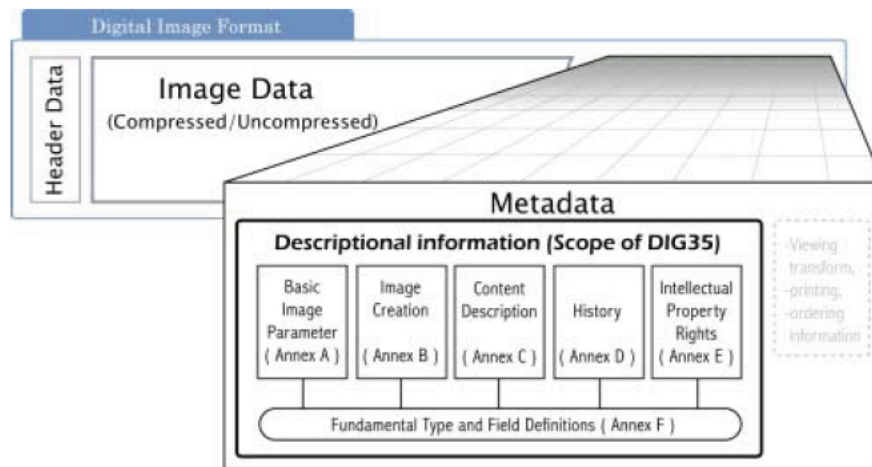 Digital Image Format
Header Data
Image Data
(Compressed/Uncompressed)
Metadata
Descriptional information (Scope of DIG35)
Basic
Image
Parameter
( Annex A )
Image
Creation
( Annex B )
Content
Description
( Annex C )
History
( Annex D )
Intellectual
Property
Rights
( Annex E )
Fundamental Type and Field Definitions ( Annex F )
-Viewing
transform,
-printing,
-ordering
information